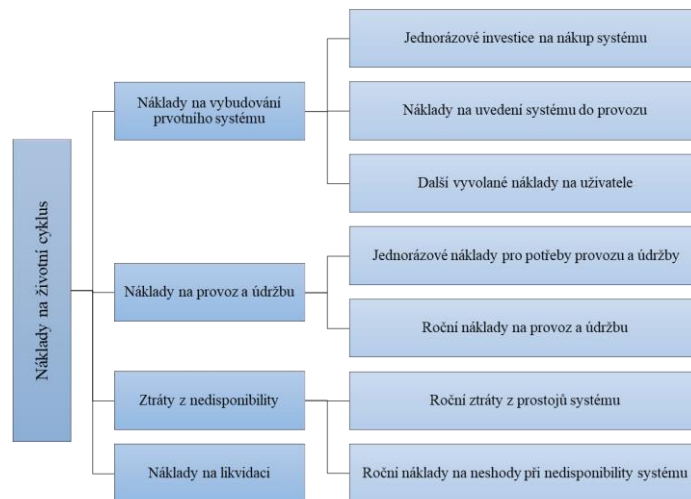 Náklady na životní cyklus
Náklady na vybudování
prvotního systému
Jednorázové investice na nákup systému
Náklady na uvedení systému do provozu
Další vyvolané náklady na uživatele
Náklady na provoz a údržbu
Jednorázové náklady pro potřeby provozu a údržby
Roční náklady na provoz a údržbu
Ztráty z nedisponibility
Roční ztráty z prostojů systému
Roční náklady na neshody při nedisponibility systému
Náklady na likvidaci